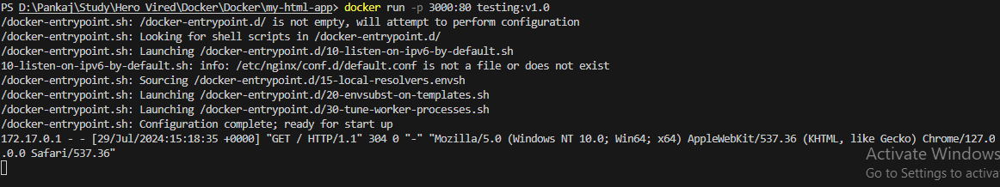 PS D:\Pankaj\Study\Hero Vired\Docker\Docker\my-html-app> docker run -p 3000:80 testing:v1.0
/docker-entrypoint.sh: /docker-entrypoint.d/ is not empty, will attempt to perform configuration
/docker-entrypoint.sh: Looking for shell scripts in /docker-entrypoint.d/
/docker-entrypoint.sh: Launching /docker-entrypoint.d/10-listen-on-ipv6-by-default.sh
10-listen-on-ipv6-by-default.sh: info: /etc/nginx/conf.d/default.conf is not a file or does not exist
/docker-entrypoint.sh: Sourcing /docker-entrypoint.d/15-local-resolvers.envsh
/docker-entrypoint.sh: Launching /docker-entrypoint.d/20-envsubst-on-templates.sh
/docker-entrypoint.sh: Launching /docker-entrypoint.d/30-tune-worker-processes.sh
/docker-entrypoint.sh: Configuration complete; ready for start up
172.17.0.1 - - [29/Jul/2024:15:18:35 +0000] "GET / HTTP/1.1" 304 0 "-" "Mozilla/5.0 (Windows NT 10.0; Win64; x64) AppleWebKit/537.36 (KHTML, like Gecko) Chrome/127.0
.0.0 Safari/537.36"
Activate Windows
Go to Settings to activa